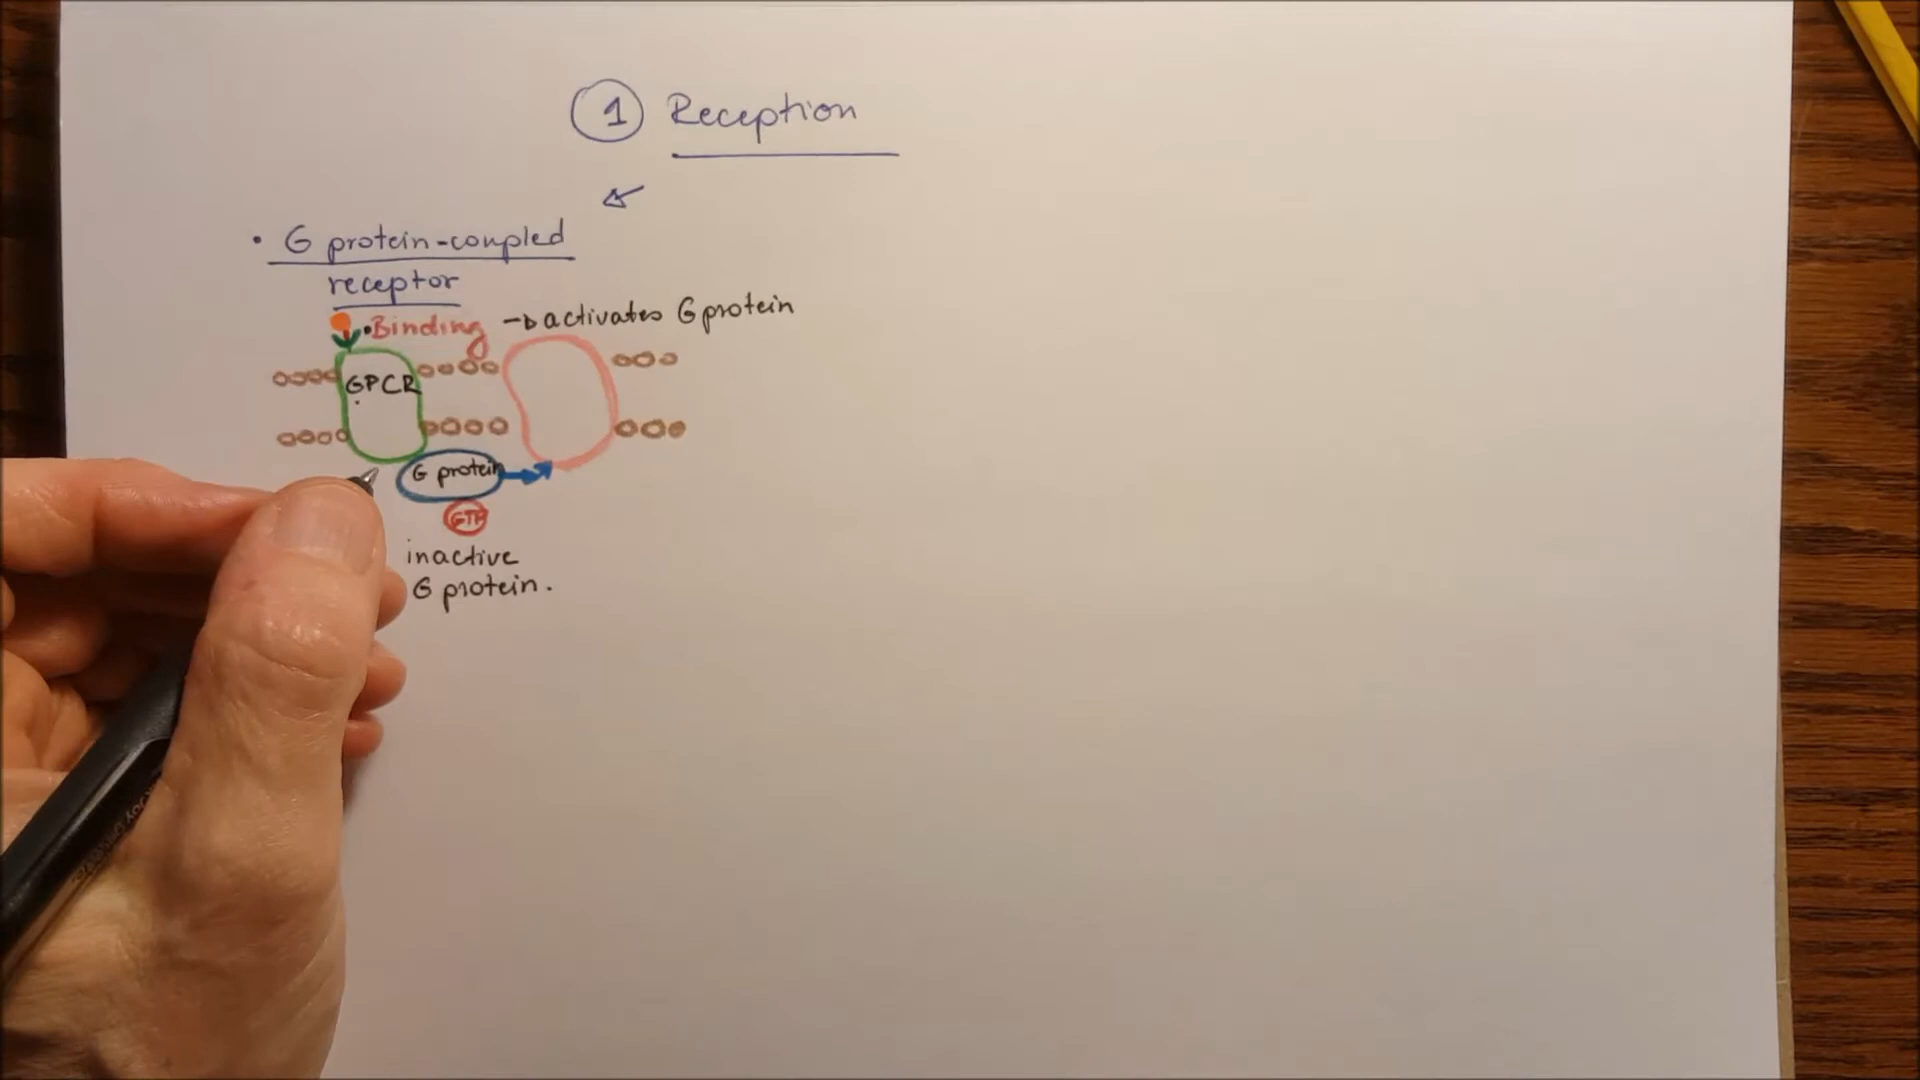 1 Reception
• G protein-coupled
receptor
•Binding → activates G protein
GPCR
G protein
GTP
inactive
G protein.